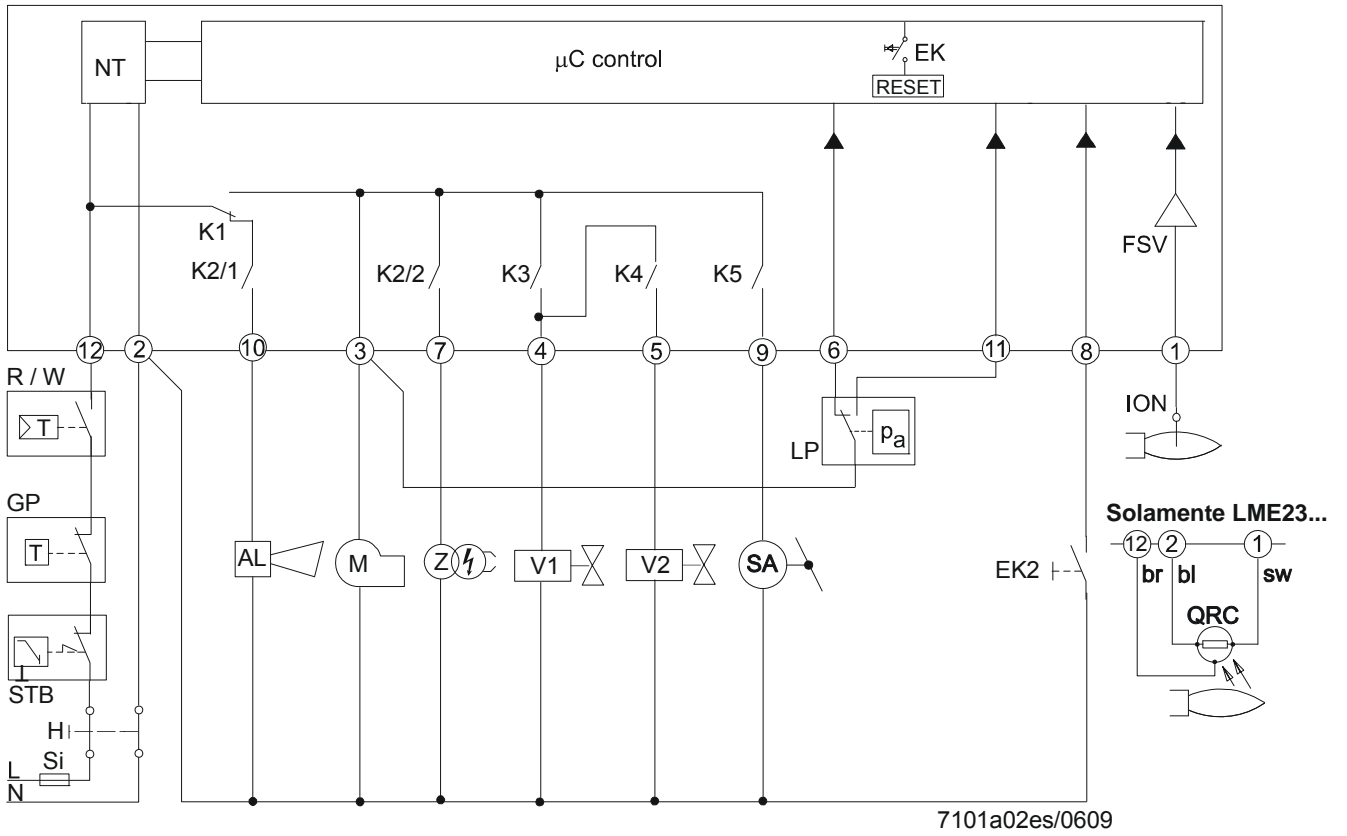 NT
µC control
EK
RESET
FSV
K1
K2/1
K2/2
K3
K4
K5
12
2
10
3
7
4
5
9
6
11
8
1
R / W
T
GP
T
STB
H
Si
L
N
AL
M
Z
V1
V2
SA
LP
pa
EK2
ION
Solamente LME23...
12
2
1
br
bl
sw
QRC
7101a02es/0609